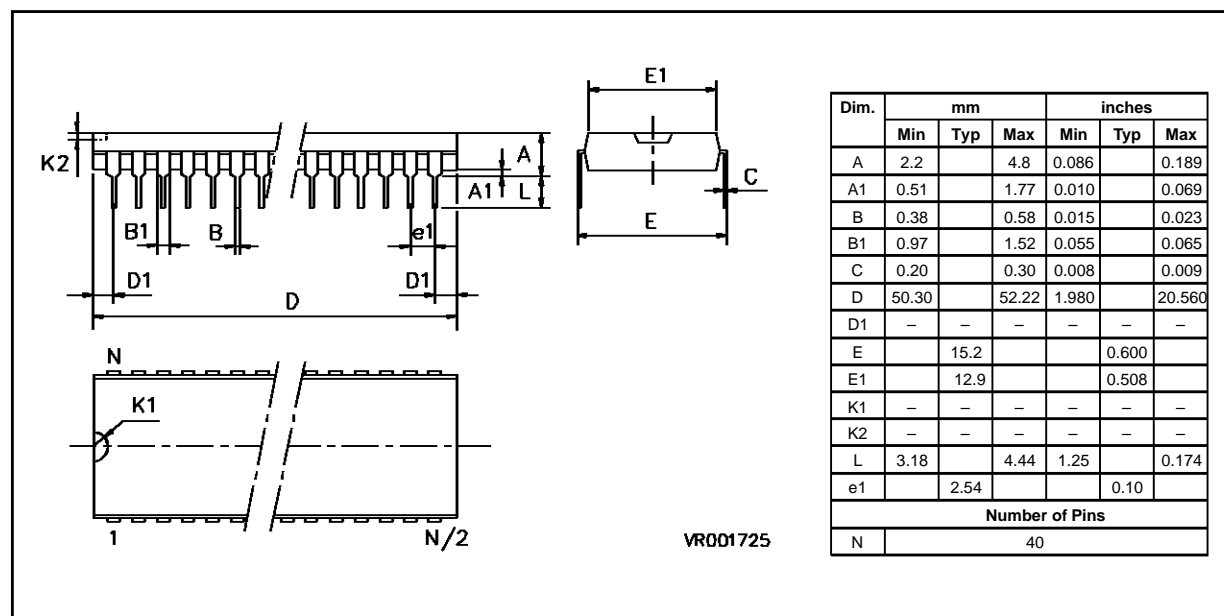 E1
K2
A
A1
L
C
B1
B
e1
E
D1
D1
D
N
K1
1
N/2
VR001725
Dim. mm inches
Min Typ Max Min Typ Max
A 2.2 4.8 0.086 0.189
A1 0.51 1.77 0.010 0.069
B 0.38 0.58 0.015 0.023
B1 0.97 1.52 0.055 0.065
C 0.20 0.30 0.008 0.009
D 50.30 52.22 1.980 20.560
D1 – – – – – –
E 15.2 0.600
E1 12.9 0.508
K1 – – – – – –
K2 – – – – – –
L 3.18 4.44 1.25 0.174
e1 2.54 0.10
Number of Pins
N 40